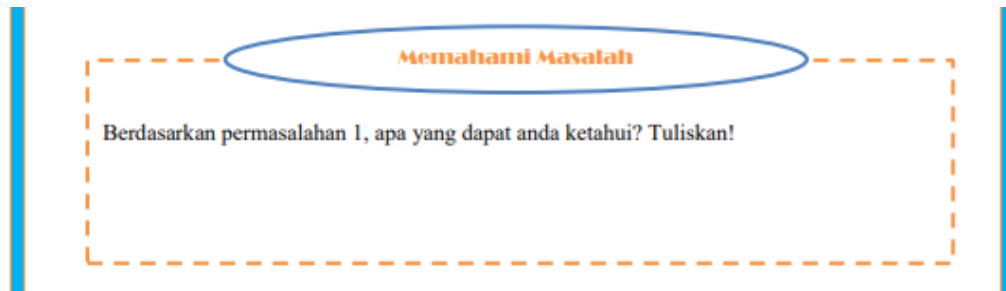 Memahami Masalah
Berdasarkan permasalahan 1, apa yang dapat anda ketahui? Tuliskan!